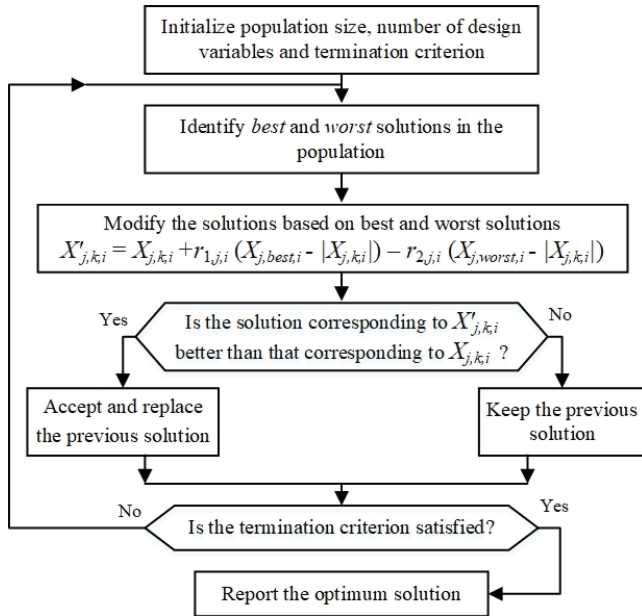 Initialize population size, number of design
variables and termination criterion
Identify best and worst solutions in the
population
Modify the solutions based on best and worst solutions
X'j,k,i = Xj,k,i +r1,j,i (Xj,best,i - |Xj,k,i|) – r2,j,i (Xj,worst,i - |Xj,k,i|)
Yes
No
Is the solution corresponding to X'j,k,i
better than that corresponding to Xj,k,i ?
Accept and replace
the previous solution
Keep the previous
solution
No
Yes
Is the termination criterion satisfied?
Report the optimum solution